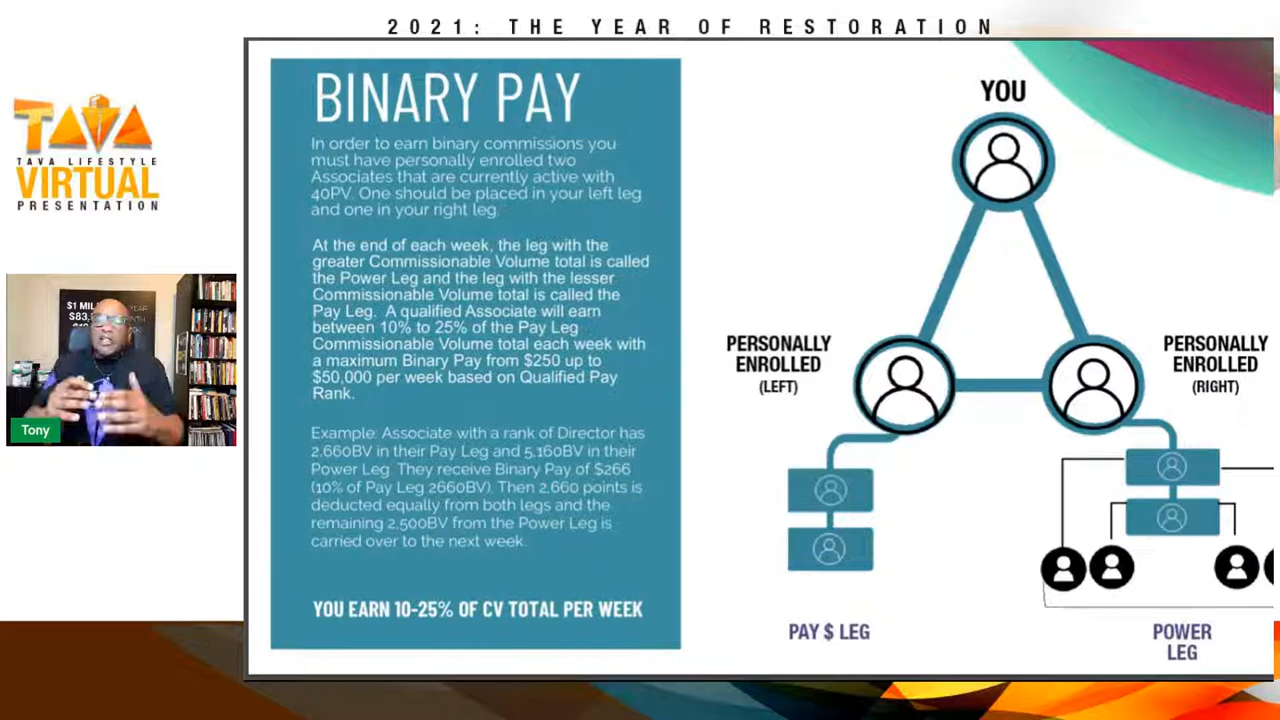 2021: THE YEAR OF RESTORATION
TAVA
TAVA LIFESTYLE
VIRTUAL
PRESENTATION
BINARY PAY
In order to earn binary commissions you
must have personally enrolled two
Associates that are currently active with
40PV. One should be placed in your left leg
and one in your right leg.
At the end of each week, the leg with the
greater Commissionable Volume total is called
the Power Leg and the leg with the lesser
Commissionable Volume total is called the
Pay Leg. A qualified Associate will earn
between 10% to 25% of the Pay Leg
Commissionable Volume total each week with
a maximum Binary Pay from $250 up to
$50,000 per week based on Qualified Pay
Rank.
Example: Associate with a rank of Director has
2,660BV in their Pay Leg and 5,160BV in their
Power Leg. They receive Binary Pay of $266
(10% of Pay Leg 2660BV). Then 2,660 points is
deducted equally from both legs and the
remaining 2,500BV from the Power Leg is
carried over to the next week.
YOU EARN 10-25% OF CV TOTAL PER WEEK
YOU
PERSONALLY
ENROLLED
(LEFT)
PERSONALLY
ENROLLED
(RIGHT)
PAY $ LEG
POWER
LEG
$1 MIL
$83,
Tony